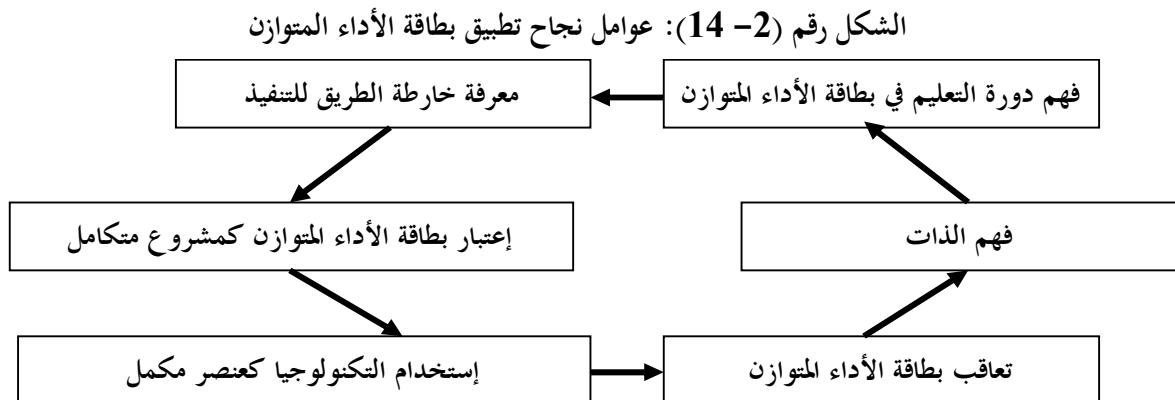 الشكل رقم (2– 14): عوامل نجاح تطبيق بطاقة الأداء المتوازن
فهم دورة التعليم في بطاقة الأداء المتوازن
معرفة خارطة الطريق للتنفيذ
فهم الذات
إعتبار بطاقة الأداء المتوازن كمشروع متكامل
تعاقب بطاقة الأداء المتوازن
إستخدام التكنولوجيا كعنصر مكمل